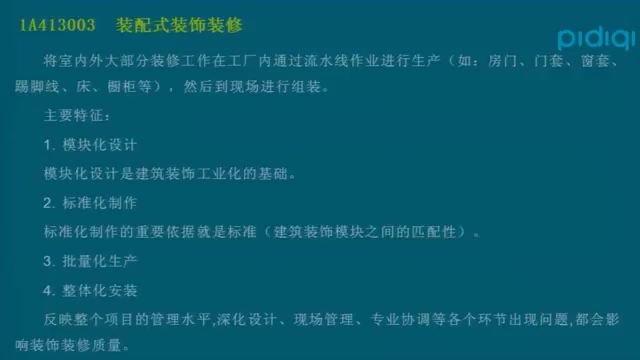 1A413003 装配式装饰装修
pidiqi
将室内外大部分装修工作在工厂内通过流水线作业进行生产（如：房门、门套、窗套、
踢脚线、床、橱柜等），然后到现场进行组装。
主要特征：
1. 模块化设计
模块化设计是建筑装饰工业化的基础。
2. 标准化制作
标准化制作的重要依据就是标准（建筑装饰模块之间的匹配性）。
3. 批量化生产
4. 整体化安装
反映整个项目的管理水平,深化设计、现场管理、专业协调等各个环节出现问题,都会影
响装饰装修质量。